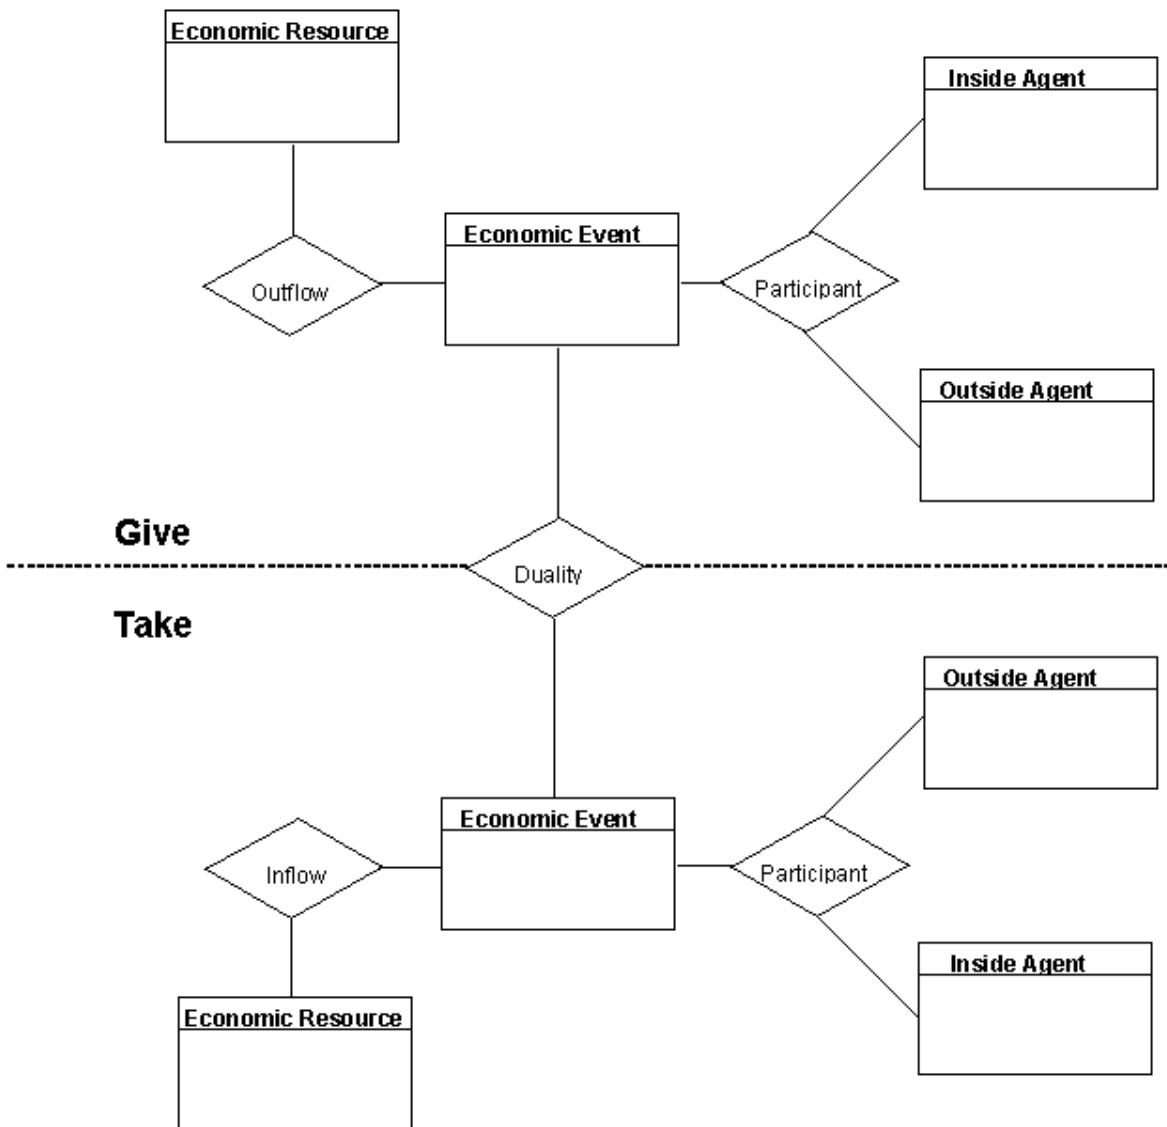 Economic Resource
Inside Agent
Economic Event
Outflow
Participant
Outside Agent
Give
Duality
Take
Outside Agent
Economic Event
Inflow
Participant
Inside Agent
Economic Resource